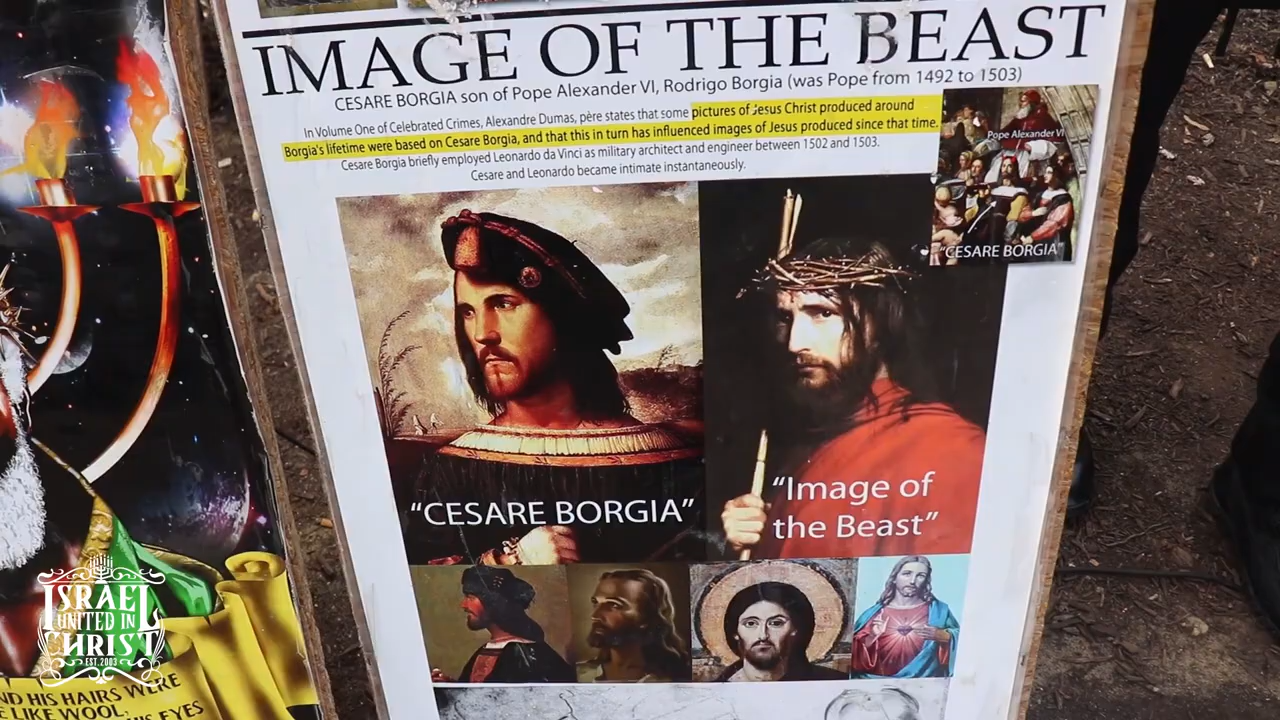 IMAGE OF THE BEAST
CESARE BORGIA son of Pope Alexander VI, Rodrigo Borgia (was Pope from 1492 to 1503)
In Volume One of Celebrated Crimes, Alexandre Dumas, père states that some pictures of Jesus Christ produced around
Borgia's lifetime were based on Cesare Borgia, and that this in turn has influenced images of Jesus produced since that time.
Cesare Borgia briefly employed Leonardo da Vinci as military architect and engineer between 1502 and 1503.
Cesare and Leonardo became intimate instantaneously.
Pope Alexander VI
"CESARE BORGIA"
"CESARE BORGIA"
"Image of
the Beast"
ISRAEL
UNITED IN
CHRIST
EST. 2003
ND HIS HAIRS WERE
LIKE WOOL,
HIS EYES